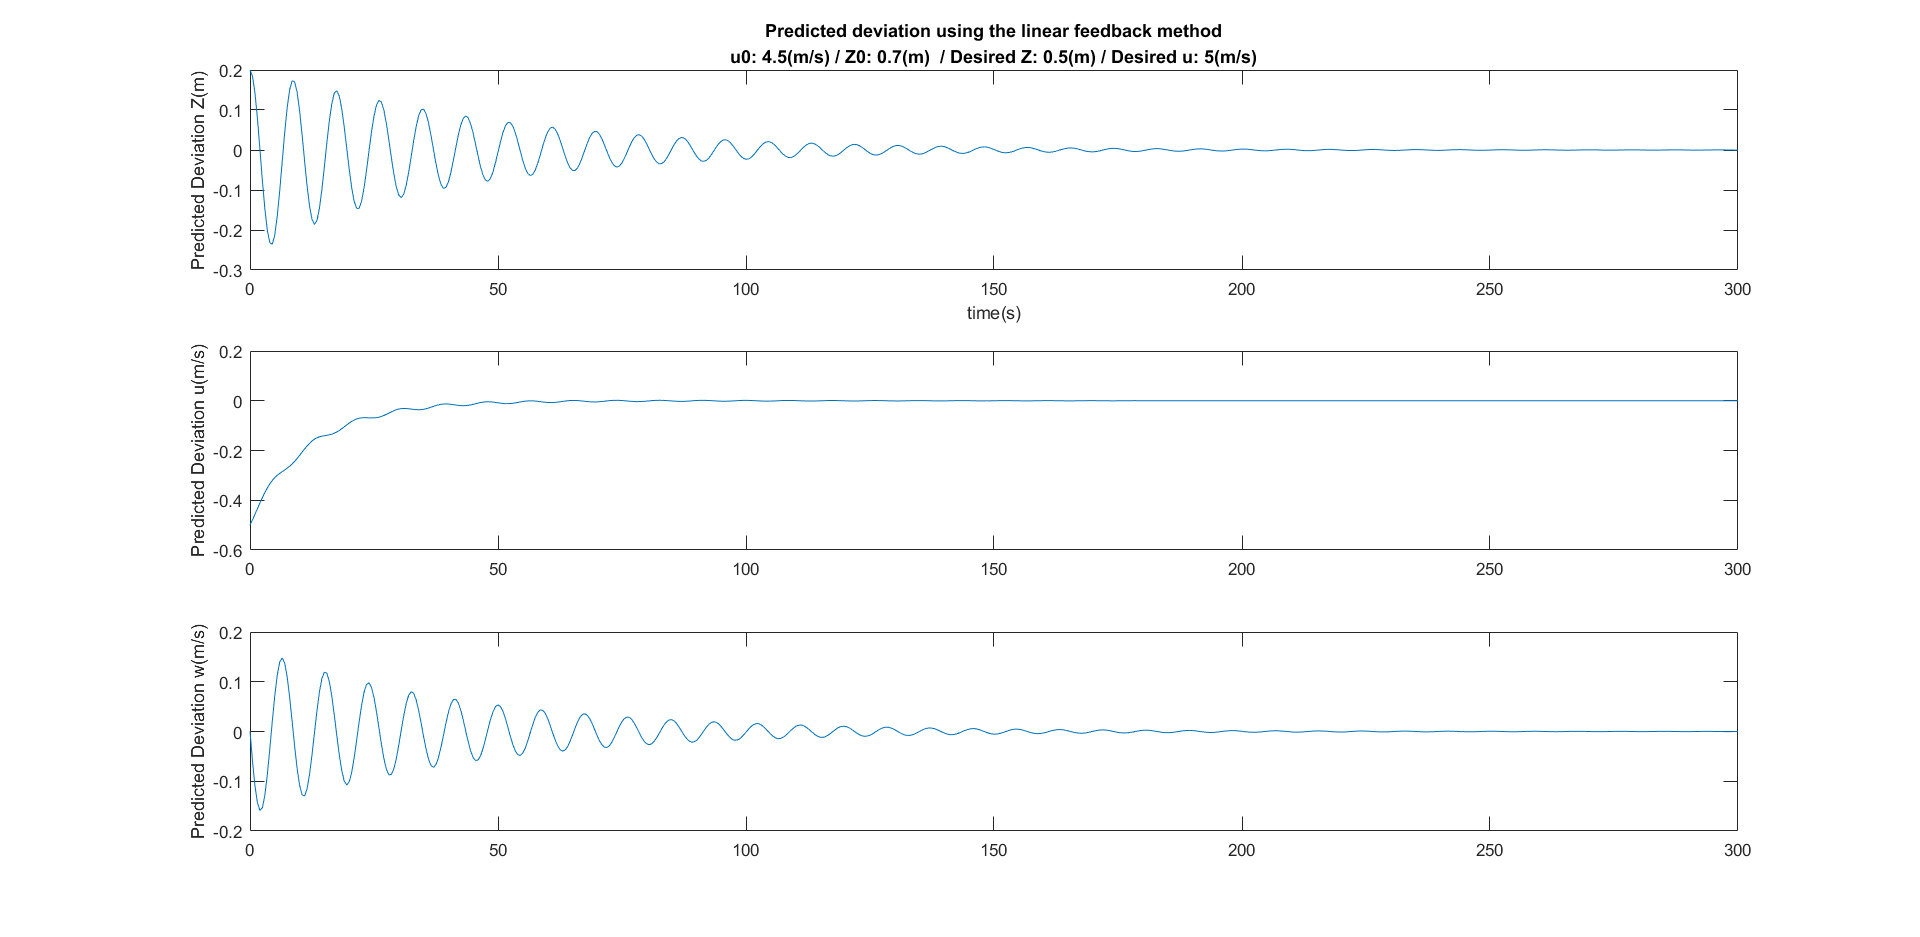 Predicted deviation using the linear feedback method
u0: 4.5(m/s) / Z0: 0.7(m)  / Desired Z: 0.5(m) / Desired u: 5(m/s)
Predicted Deviation Z(m)
0.2
0.1
0
-0.1
-0.2
-0.3
0 50 100 150 200 250 300
time(s)
Predicted Deviation u(m/s)
0.2
0
-0.2
-0.4
-0.6
0 50 100 150 200 250 300
Predicted Deviation w(m/s)
0.2
0.1
0
-0.1
-0.2
0 50 100 150 200 250 300